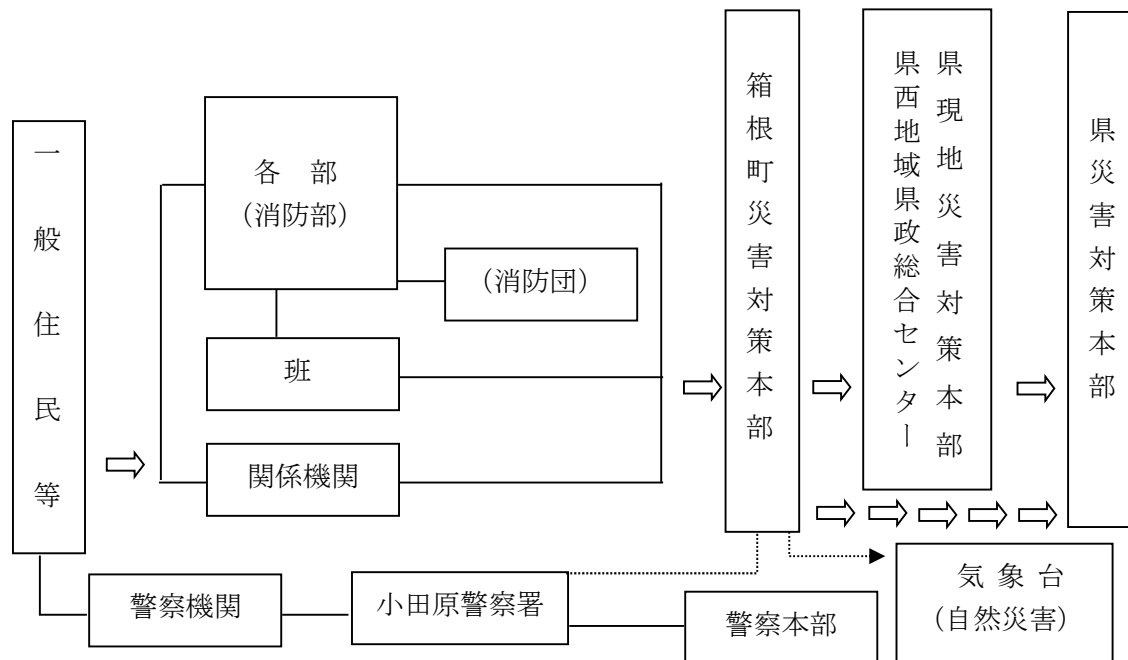 一般住民等
各 部
（消防部）
（消防団）
班
関係機関
箱根町災害対策本部
県現地災害対策本部
県西地域県政総合センター
県災害対策本部
警察機関
小田原警察署
警察本部
気象台
（自然災害）